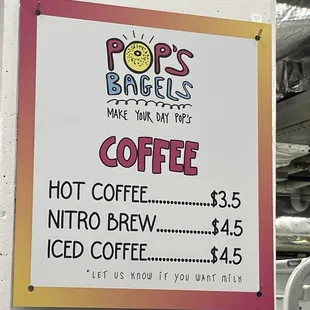 POP'S
BAGELS
MAKE YOUR DAY POP'S
COFFEE
HOT COFFEE...............$3.5
NITRO BREW...............$4.5
ICED COFFEE..............$4.5
*LET US KNOW IF YOU WANT MILK